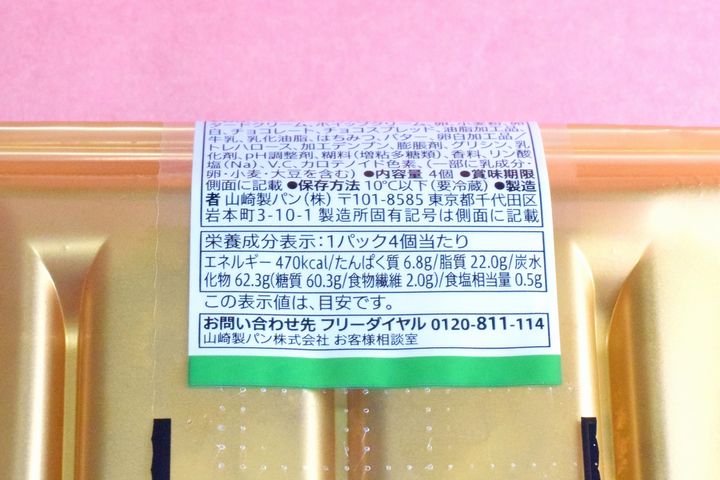 白、チョコレート、チョコスプレッド、油脂加工品/
牛乳、乳化油脂、はちみつ、バター、卵白加工品/
トレハロース、加工デンプン、膨脹剤、グリシン、乳
化剤、pH調整剤、糊料(増粘多糖類)、香料、リン酸
塩(Na)、V.C、カロテノイド色素、(一部に乳成分・
卵・小麦・大豆を含む) ●内容量 4個 ●賞味期限
側面に記載 ●保存方法 10℃以下(要冷蔵) ●製造
者 山崎製パン(株) 〒101-8585 東京都千代田区
岩本町3-10-1 製造所固有記号は側面に記載
栄養成分表示:1パック4個当たり
エネルギー 470kcal/たんぱく質 6.8g/脂質 22.0g/炭水
化物 62.3g(糖質 60.3g/食物繊維 2.0g)/食塩相当量 0.5g
この表示値は、目安です。
お問い合わせ先 フリーダイヤル 0120-811-114
山崎製パン株式会社 お客様相談室